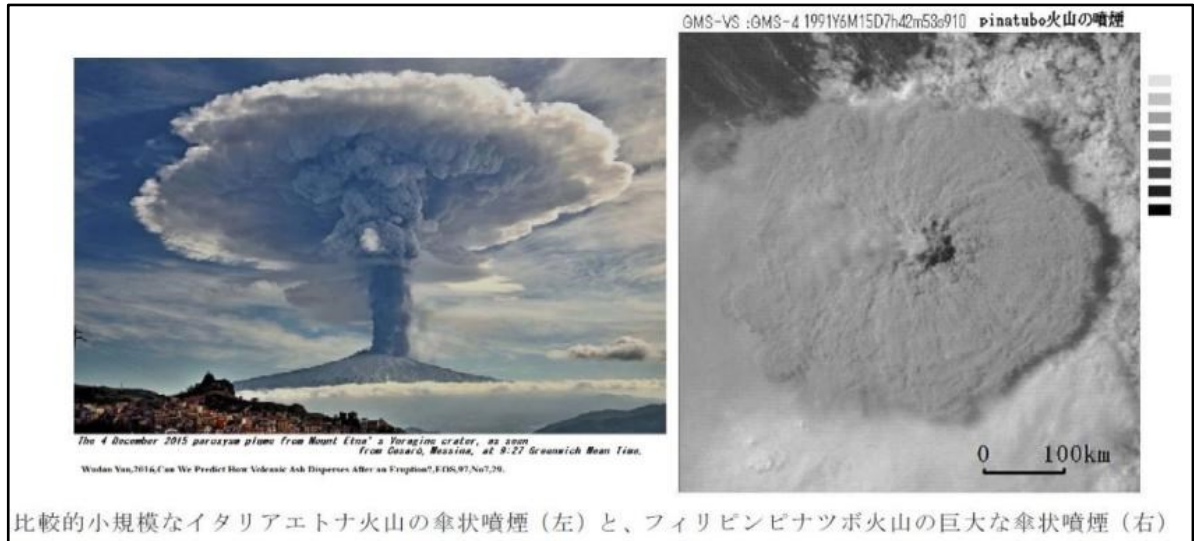 GMS-VS :GMS-4 1991Y6M15D7h42m53s910 pinatubo火山の噴煙
The 4 December 2015 paroxysm plume from Mount Etna's Voragine crater, as seen
from Cesarò, Messina, at 9:27 Greenwich Mean Time.
Wudan Yan,2016,Can We Predict How Volcanic Ash Disperses After an Eruption?,EOS,97,No7,29.
0 100km
比較的小規模なイタリアエトナ火山の傘状噴煙（左）と、フィリピンピナツボ火山の巨大な傘状噴煙（右）